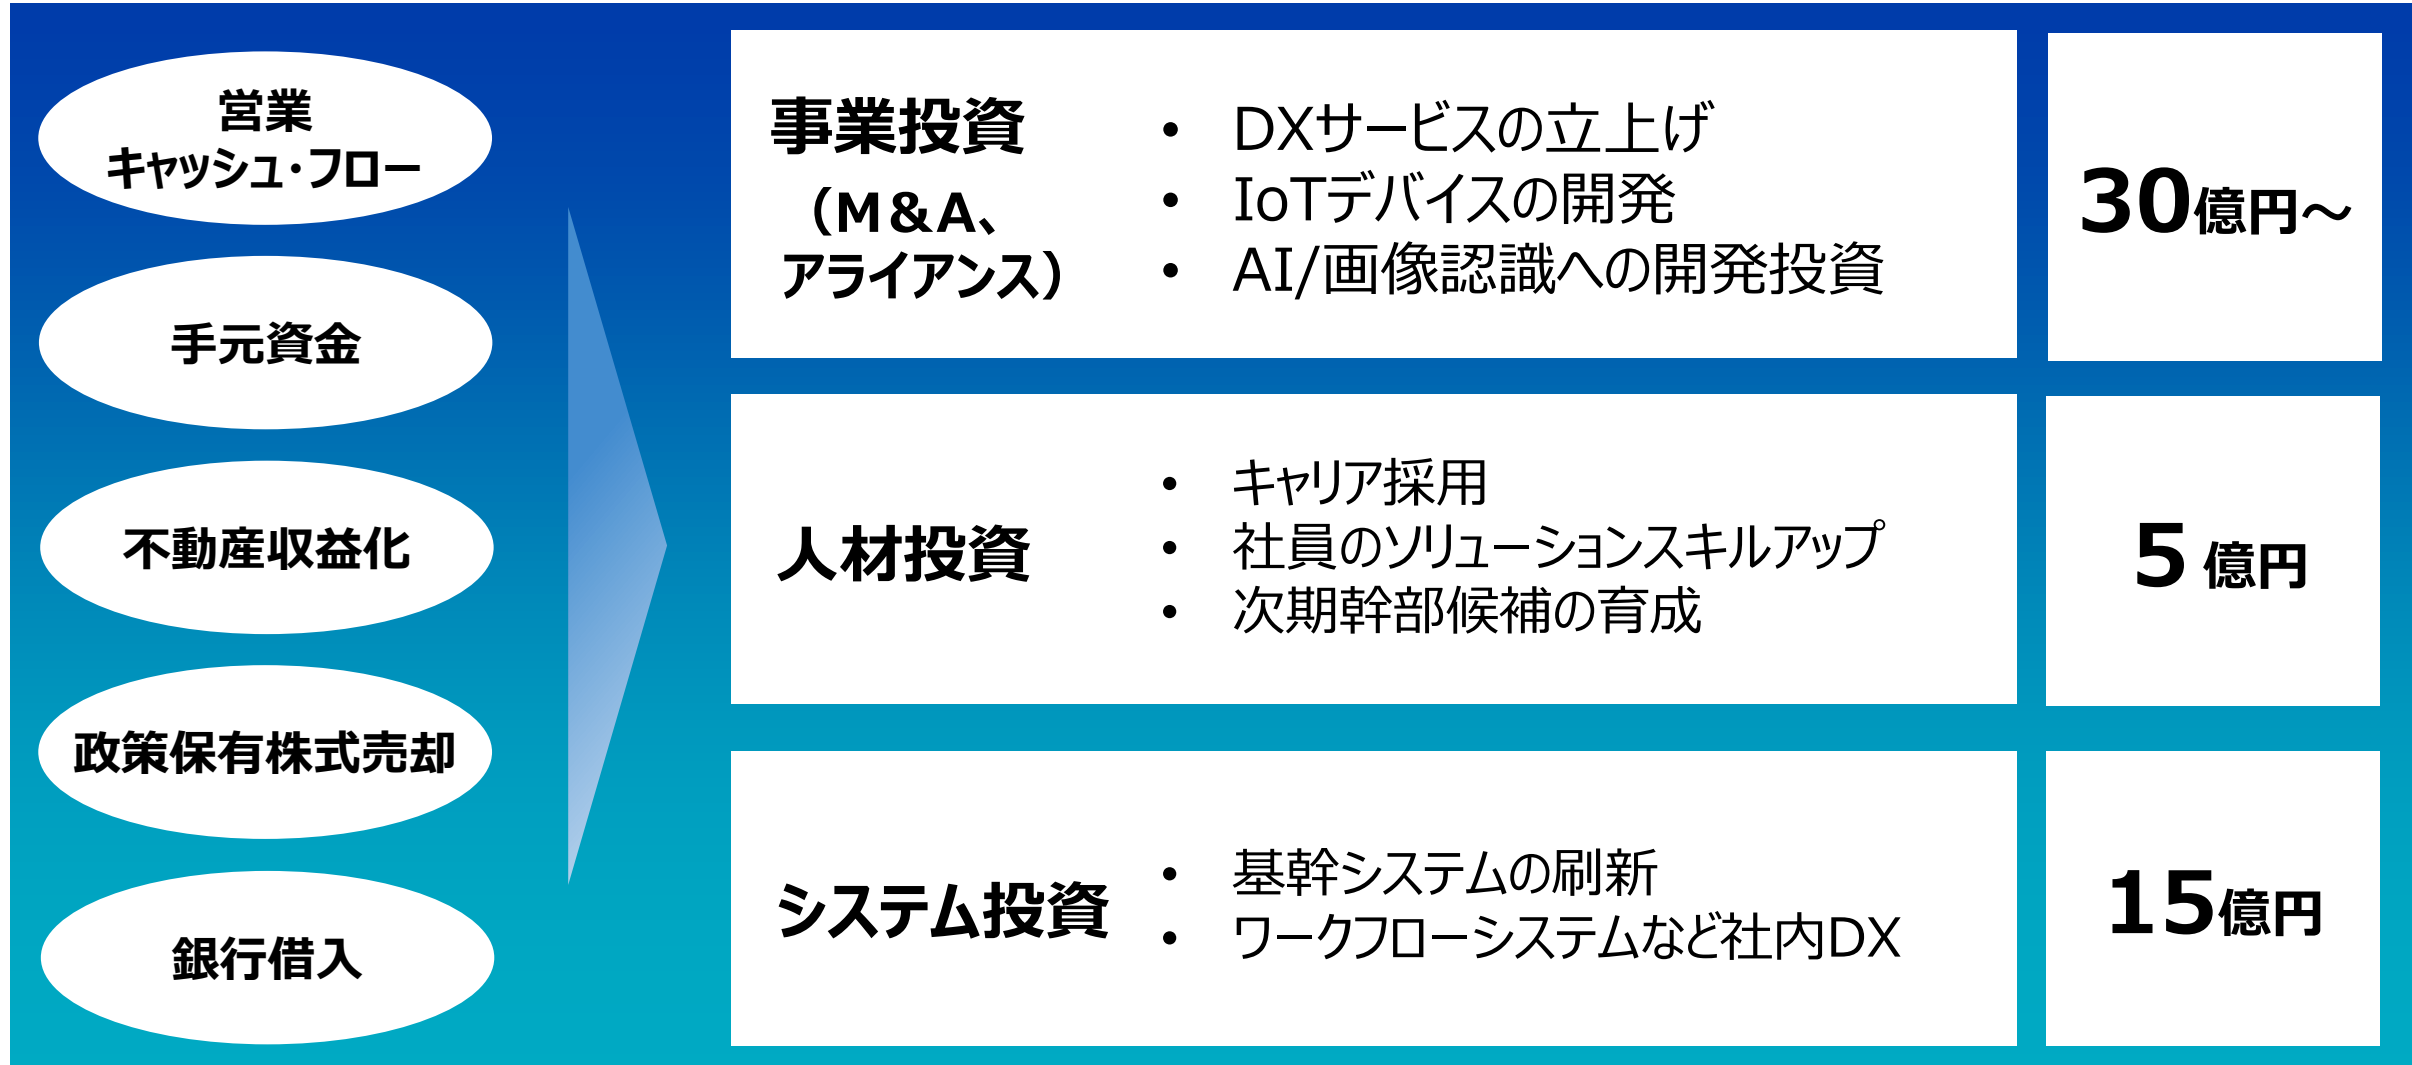 営業
キャッシュ・フロー
手元資金
不動産収益化
政策保有株式売却
銀行借入
事業投資
（M＆A、
アライアンス）
• DXサービスの立上げ
• IoTデバイスの開発
• AI/画像認識への開発投資
30億円～
人材投資
• キャリア採用
• 社員のソリューションスキルアップ
• 次期幹部候補の育成
5億円
システム投資
• 基幹システムの刷新
• ワークフローシステムなど社内DX
15億円